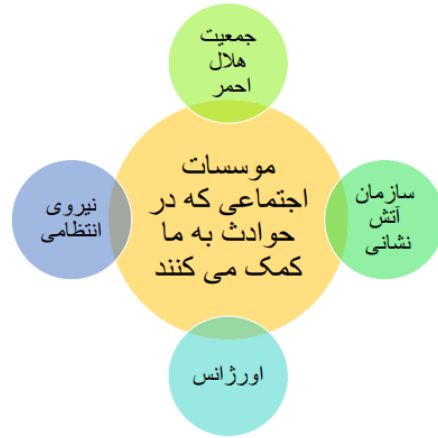 جمعیت
هلال
احمر
موسسات
اجتماعی که در
حوادث به ما
کمک می کنند
سازمان
آتش
نشانی
نیروی
انتظامی
اورژانس